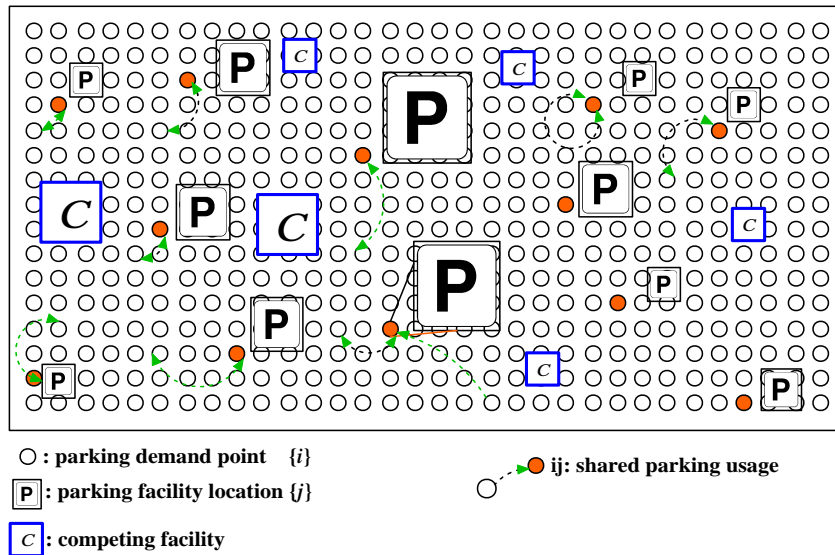 C
P
C
P
P
P
P
P
P
C
P
C
C
P
P
P
C
P
P
: parking demand point {i}
P : parking facility location {j}
C : competing facility
ij: shared parking usage